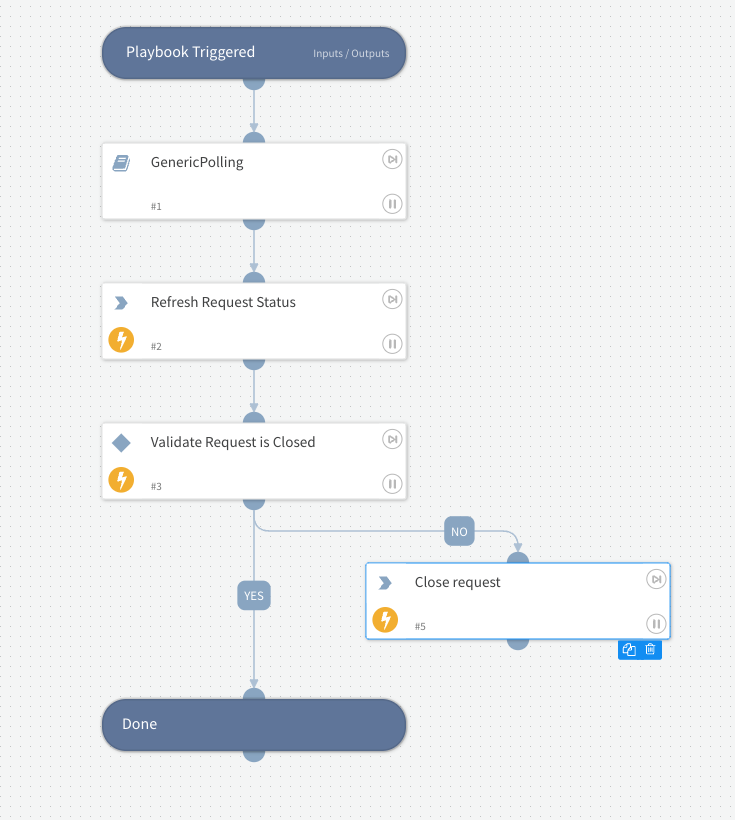 Playbook Triggered Inputs / Outputs
GenericPolling
#1
Refresh Request Status
#2
Validate Request is Closed
#3
NO
Close request
YES
#5
Done